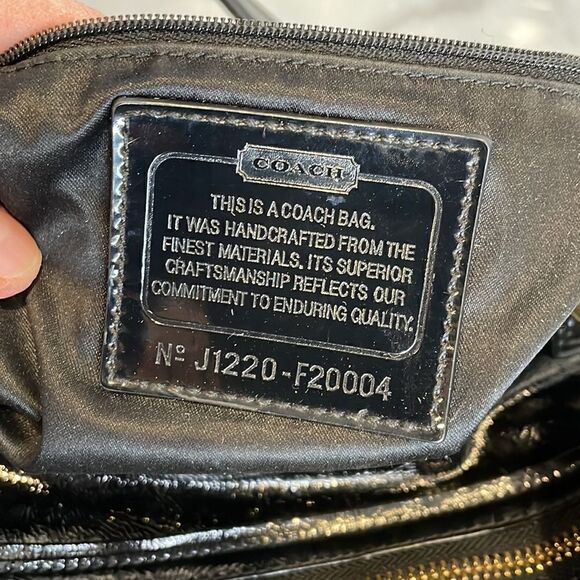 COACH
THIS IS A COACH BAG.
IT WAS HANDCRAFTED FROM THE
FINEST MATERIALS. ITS SUPERIOR
CRAFTSMANSHIP REFLECTS OUR
COMMITMENT TO ENDURING QUALITY.
Nº J1220-F20004